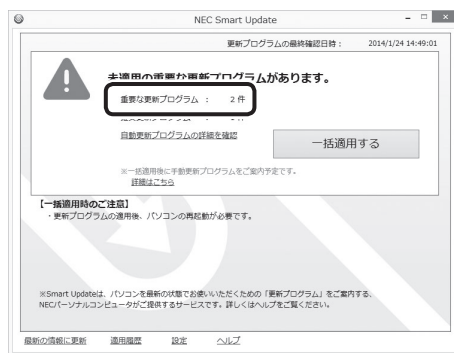 NEC Smart Update
更新プログラムの最終確認日時： 2014/1/24 14:49:01
未適用の重要な更新プログラムがあります。
重要な更新プログラム ： 2 件
自動更新プログラムの詳細を確認
一括適用する
※一括適用後に手動更新プログラムをご案内予定です。
詳細はこちら
【一括適用時のご注意】
・更新プログラムの適用後、パソコンの再起動が必要です。
※Smart Updateは、パソコンを最新の状態でお使いいただくための「更新プログラム」をご案内する、
NECパーソナルコンピュータがご提供するサービスです。詳しくはヘルプをご覧ください。
最新の情報に更新 適用履歴 設定 ヘルプ